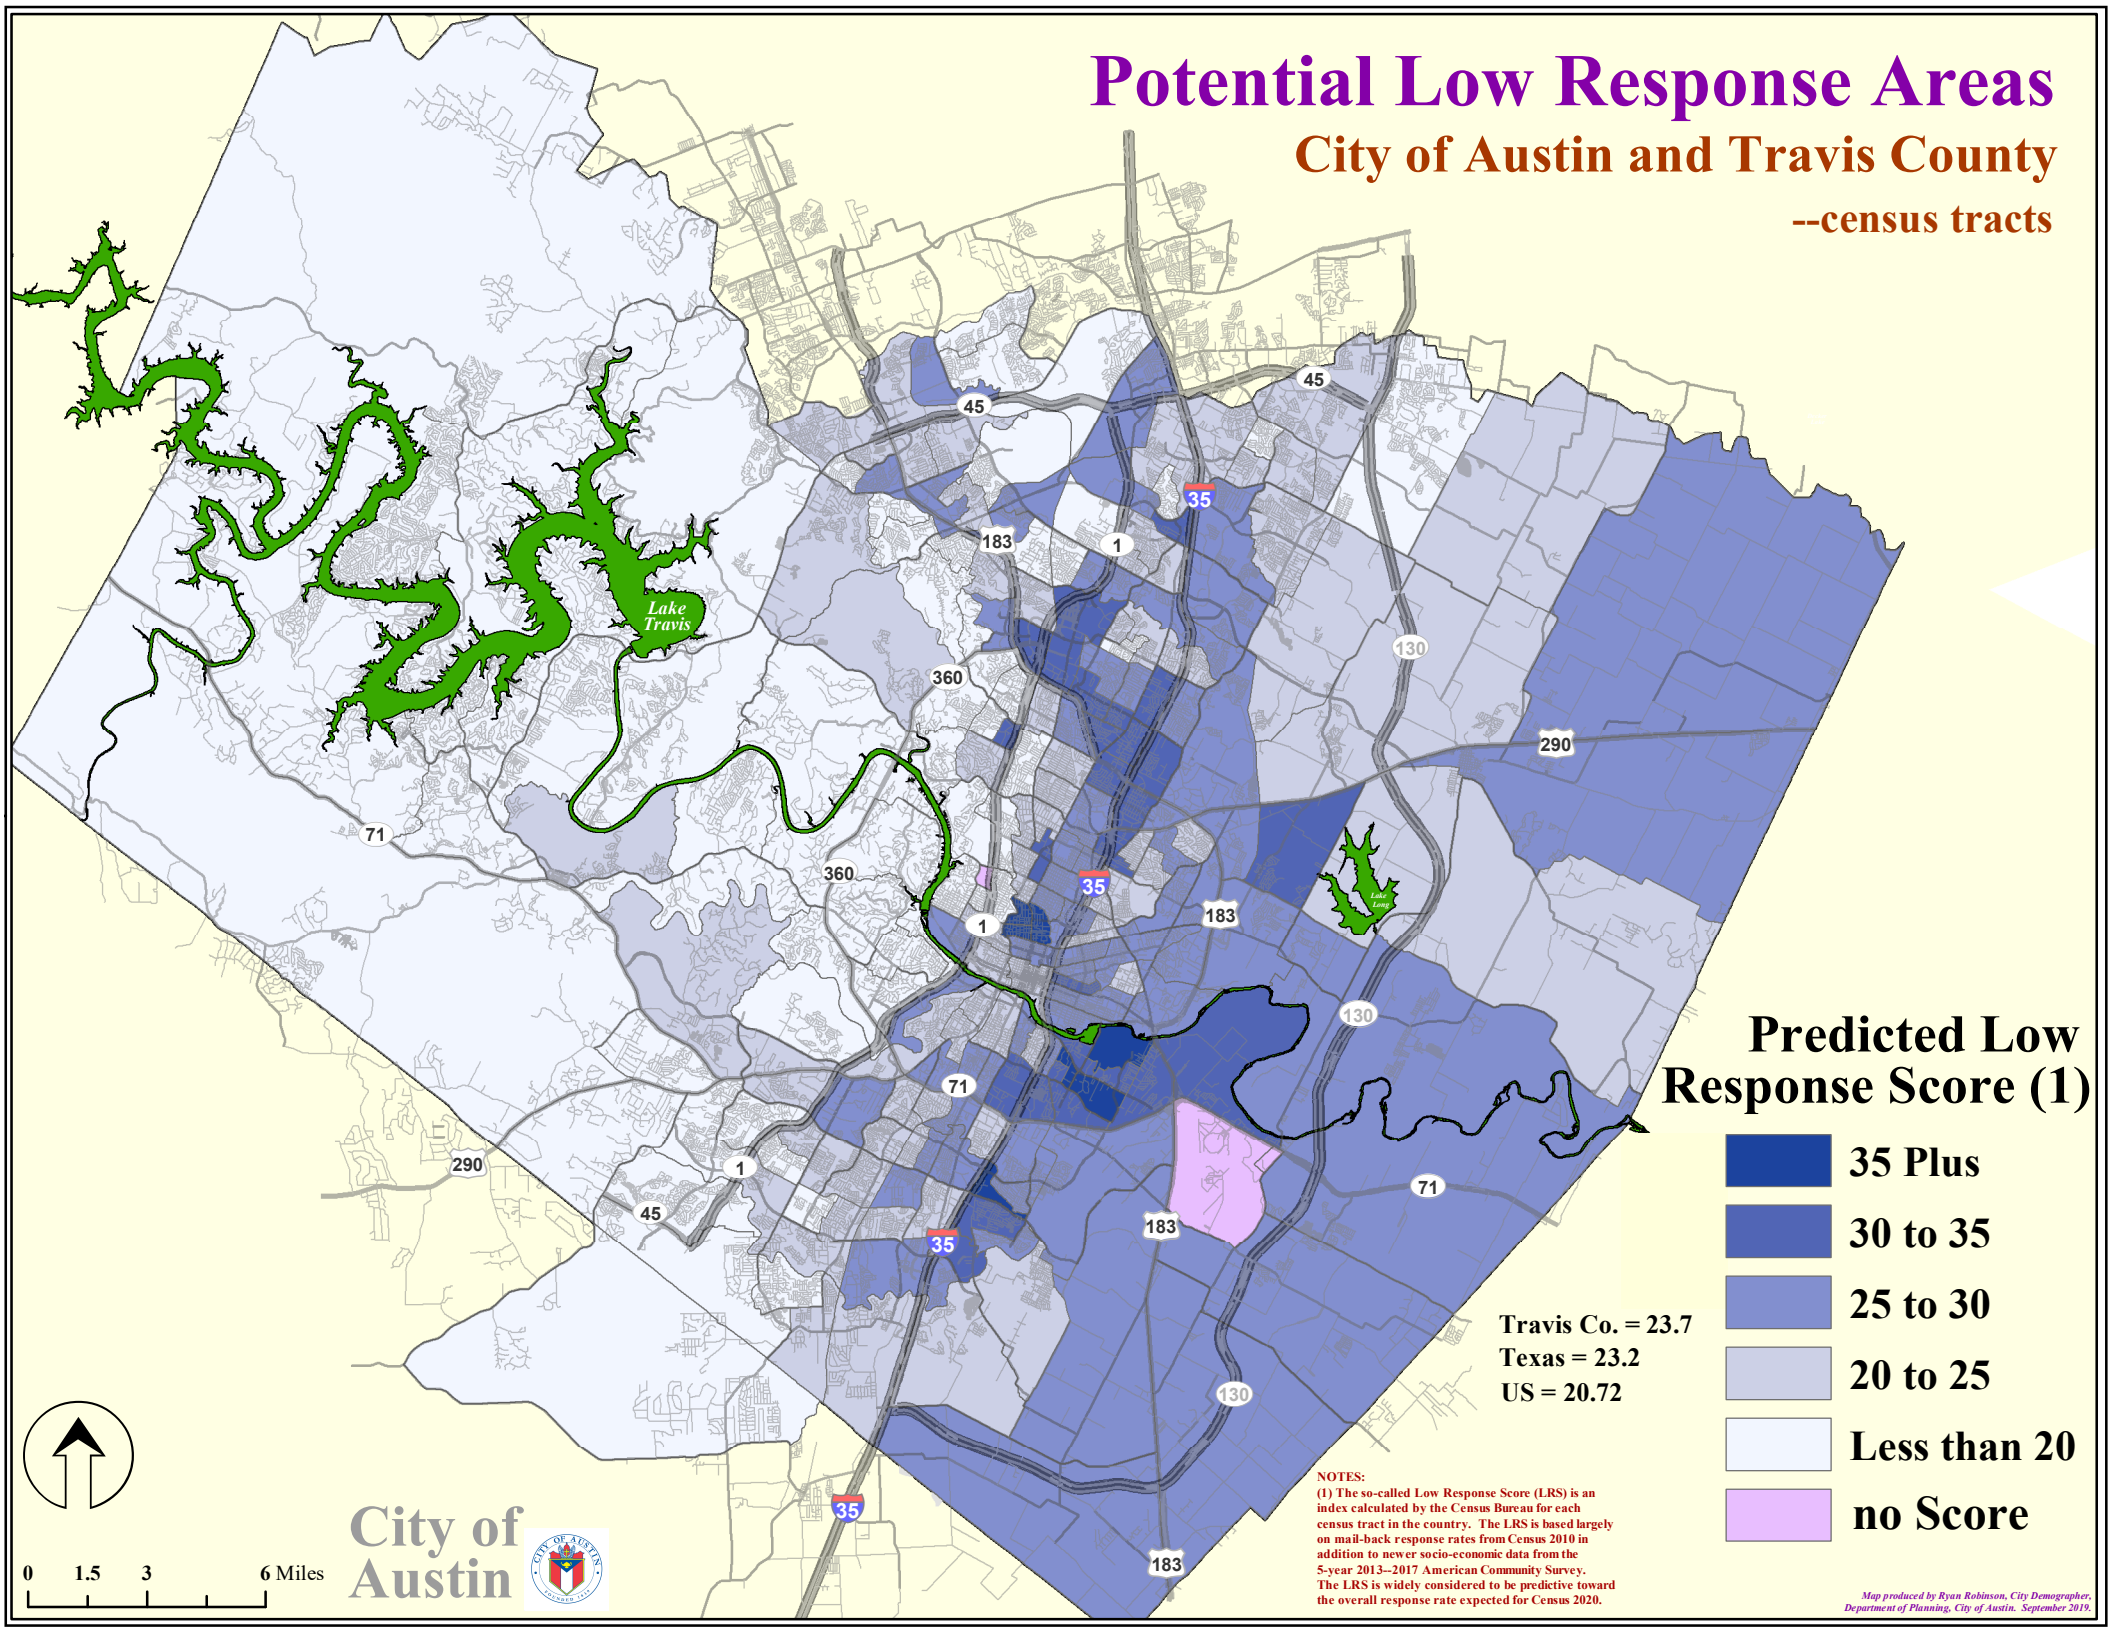 Potential Low Response Areas
City of Austin and Travis County
--census tracts
45
45
35
183
1
Lake
Travis
130
360
290
71
360
35
Lake
Long
183
1
130
71
290
1
71
45
183
35
130
35
183
Predicted Low
Response Score (1)
35 Plus
30 to 35
25 to 30
20 to 25
Less than 20
no Score
Travis Co. = 23.7
Texas = 23.2
US = 20.72
NOTES:
(1) The so-called Low Response Score (LRS) is an
index calculated by the Census Bureau for each
census tract in the country. The LRS is based largely
on mail-back response rates from Census 2010 in
addition to newer socio-economic data from the
5-year 2013--2017 American Community Survey.
The LRS is widely considered to be predictive toward
the overall response rate expected for Census 2020.
City of
Austin
CITY OF AUSTIN
FOUNDED 1839
0 1.5 3 6 Miles
Map produced by Ryan Robinson, City Demographer,
Department of Planning, City of Austin. September 2019.